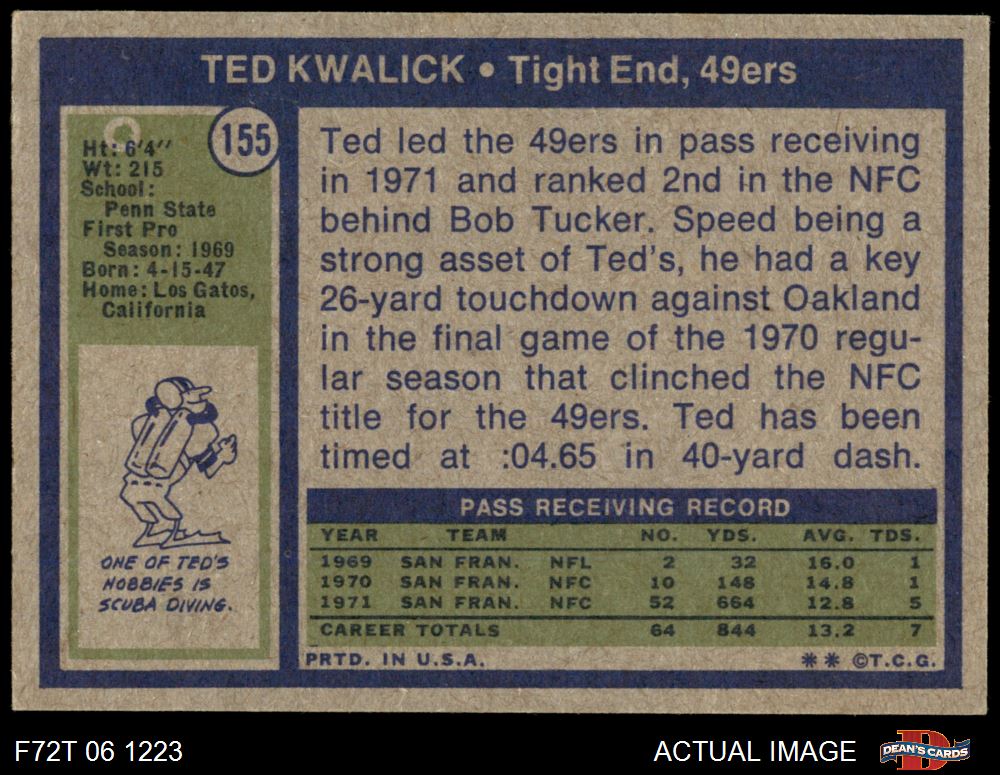 TED KWALICK • Tight End, 49ers
155
Ht: 6'4''
Wt: 215
School:
Penn State
First Pro
Season: 1969
Born: 4-15-47
Home: Los Gatos,
California
ONE OF TED'S
HOBBIES IS
SCUBA DIVING.
Ted led the 49ers in pass receiving
in 1971 and ranked 2nd in the NFC
behind Bob Tucker. Speed being a
strong asset of Ted's, he had a key
26-yard touchdown against Oakland
in the final game of the 1970 regu-
lar season that clinched the NFC
title for the 49ers. Ted has been
timed at :04.65 in 40-yard dash.
PASS RECEIVING RECORD
YEAR TEAM NO. YDS. AVG. TDS.
1969 SAN FRAN. NFL 2 32 16.0 1
1970 SAN FRAN. NFC 10 148 14.8 1
1971 SAN FRAN. NFC 52 664 12.8 5
CAREER TOTALS 64 844 13.2 7
PRTD. IN U.S.A. ** ©T.C.G.
F72T 06 1223 ACTUAL IMAGE DEAN'S CARDS